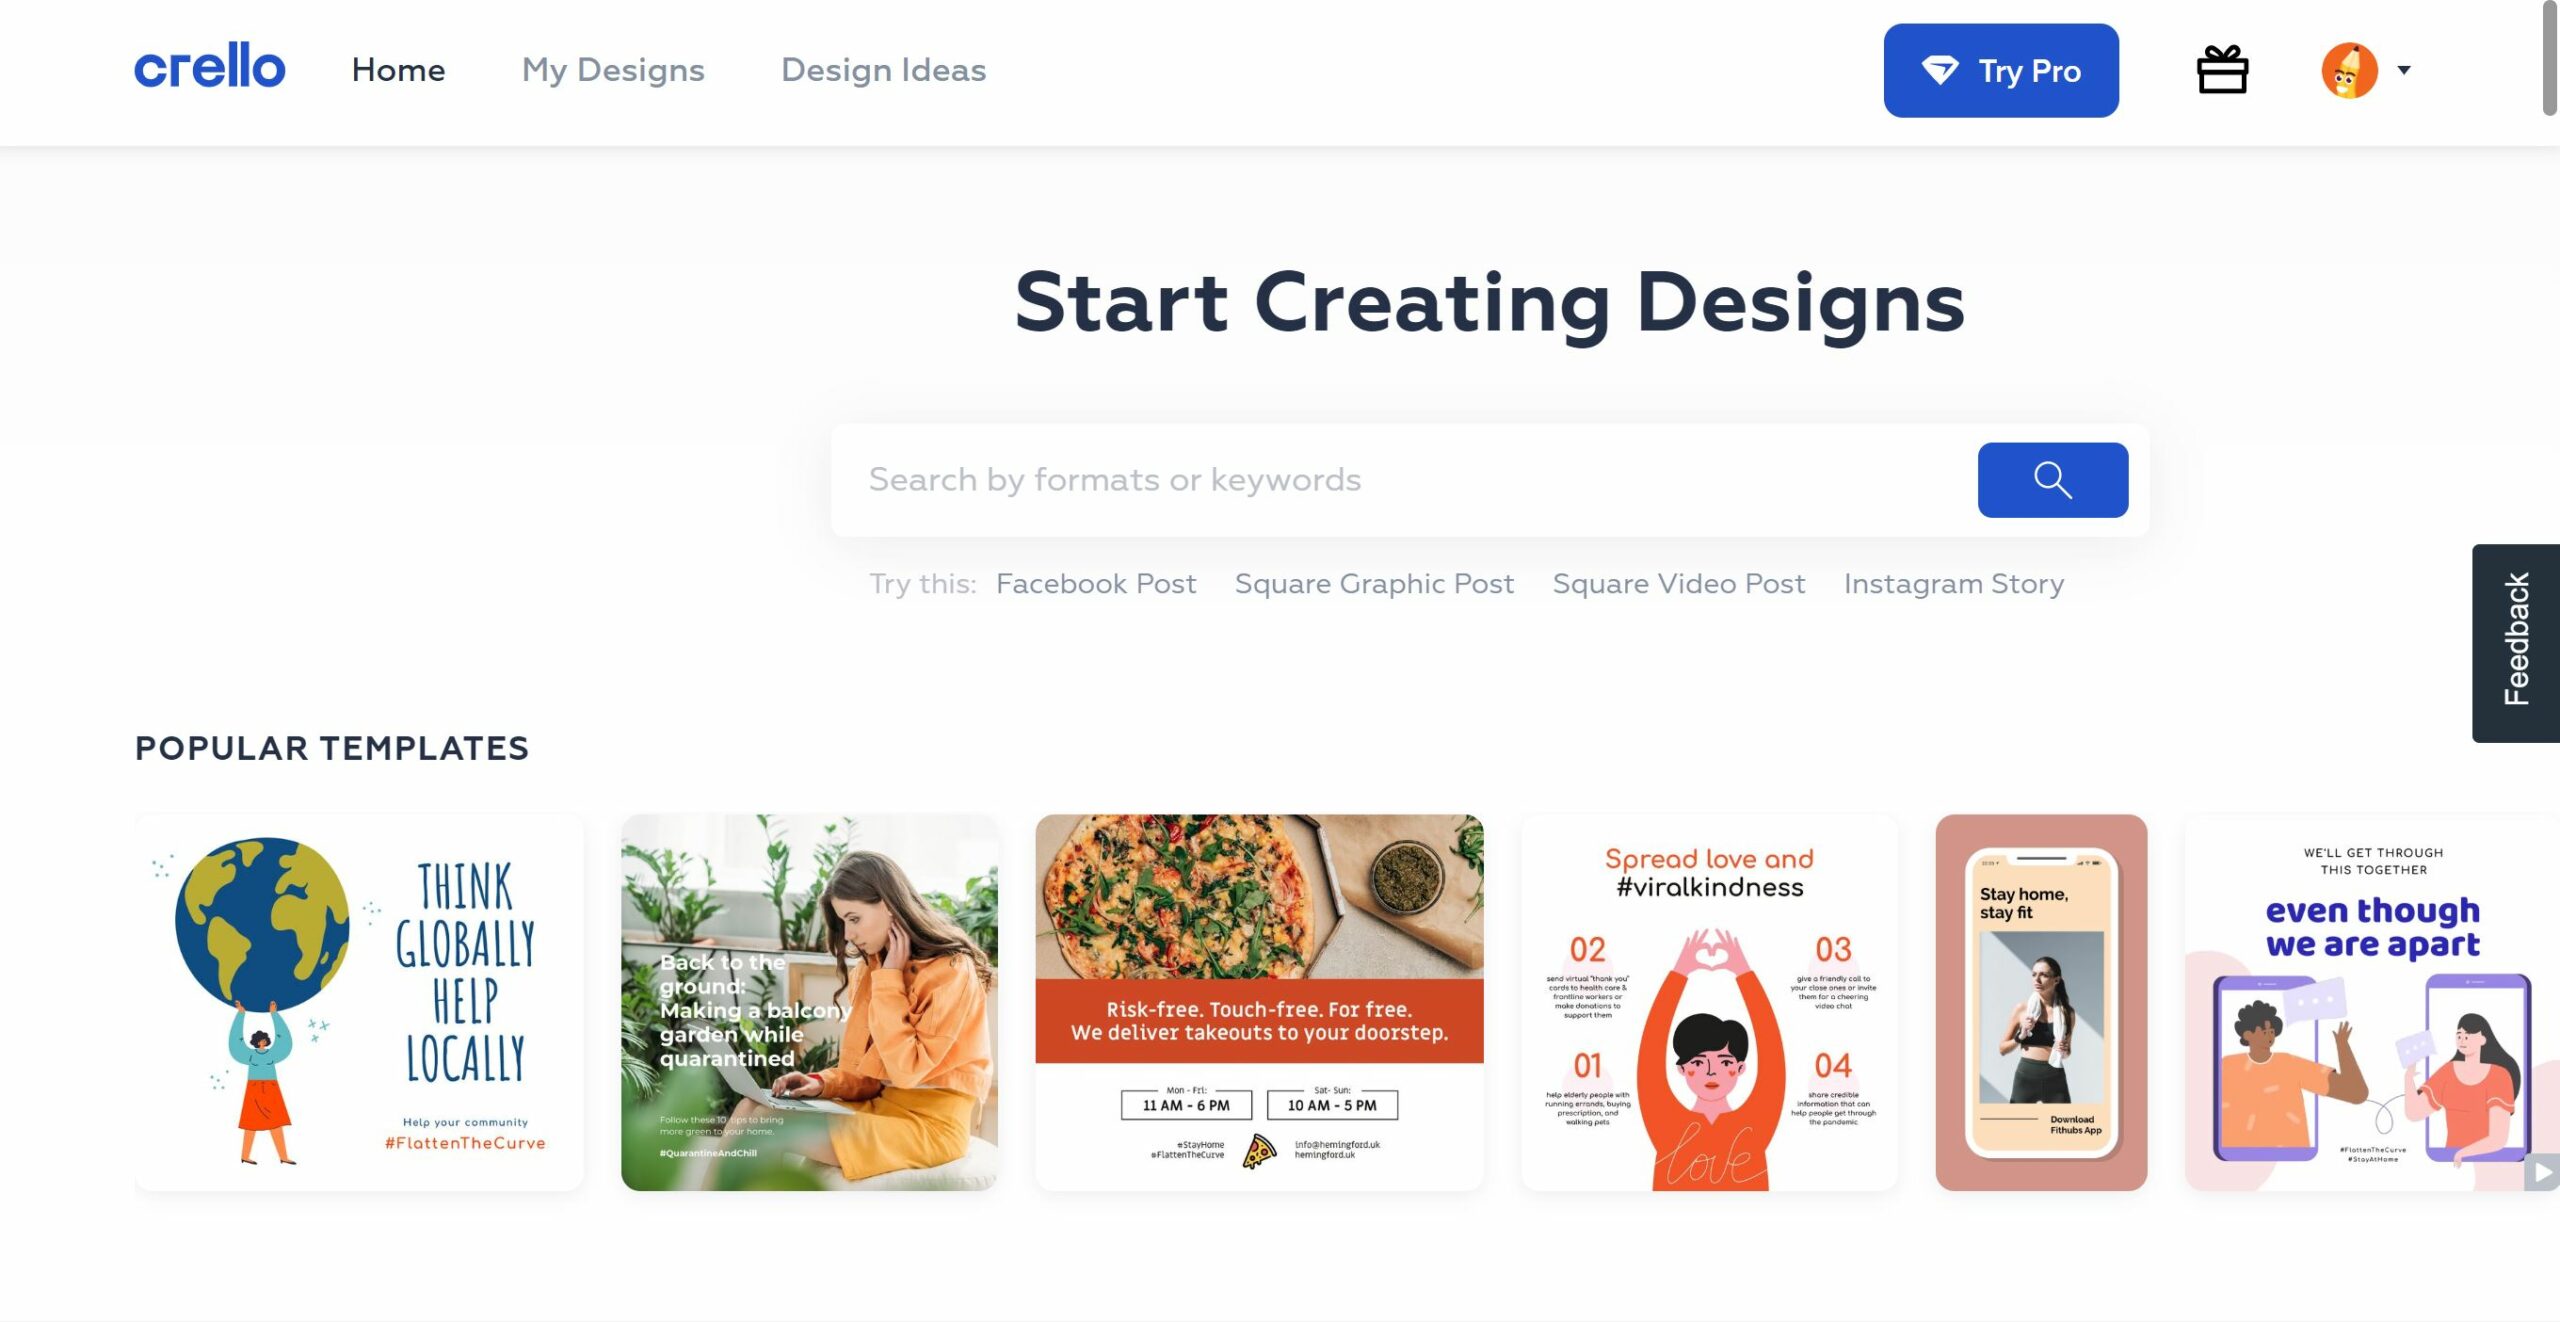 crello
Home
My Designs
Design Ideas
Try Pro
Start Creating Designs
Search by formats or keywords
Try this: Facebook Post Square Graphic Post Square Video Post Instagram Story
Feedback
POPULAR TEMPLATES
THINK
GLOBALLY
HELP
LOCALLY
Help your community
#FlattenTheCurve
Back to the
ground:
Making a balcony
garden while
quarantined
Follow these 10 tips to bring
more green to your home.
#QuarantineAndChill
Risk-free. Touch-free. For free.
We deliver takeouts to your doorstep.
Mon - Fri:
11 AM - 6 PM
Sat- Sun:
10 AM - 5 PM
#StayHome
#FlattenTheCurve
info@hemingford.uk
hemingford.uk
Spread love and
#viralkindness
02
send virtual "thank you"
cards to health care &
frontline workers or
make donations to
support them
03
give a friendly call to
your close ones or invite
them for a cheering
video chat
01
help elderly people with
running errands, buying
prescription, and
walking pets
04
share credible
information that can
help people get through
the pandemic
love
Stay home,
stay fit
Download
Fithubs App
WE'LL GET THROUGH
THIS TOGETHER
even though
we are apart
#FlattenTheCurve
#StayAtHome